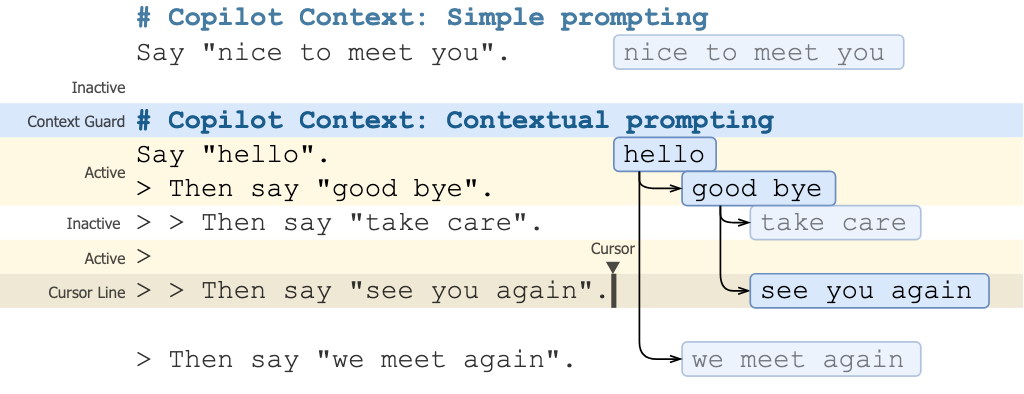 # Copilot Context: Simple prompting
Say "nice to meet you". nice to meet you
Inactive
Context Guard # Copilot Context: Contextual prompting
Say "hello". hello
Active
> Then say "good bye". good bye
Inactive > > Then say "take care". take care
Active > Cursor
Cursor Line > > Then say "see you again". see you again
> Then say "we meet again". we meet again